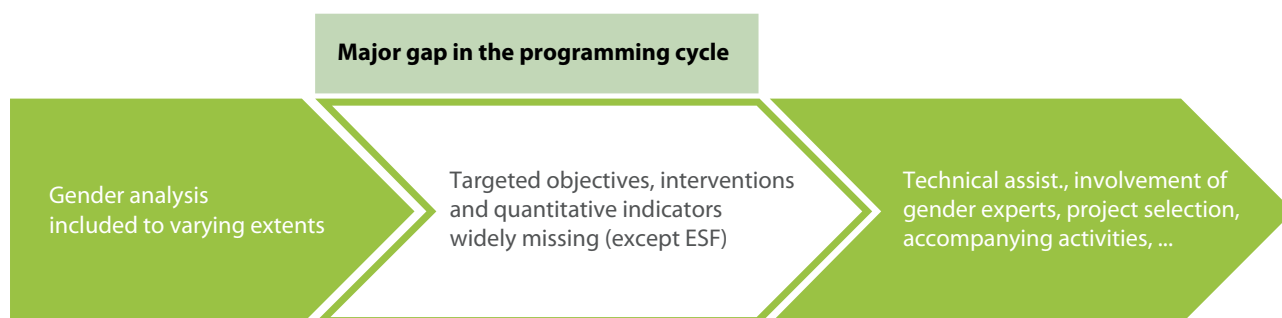 Major gap in the programming cycle
Gender analysis
included to varying extents
Targeted objectives, interventions
and quantitative indicators
widely missing (except ESF)
Technical assist., involvement of
gender experts, project selection,
accompanying activities, ...